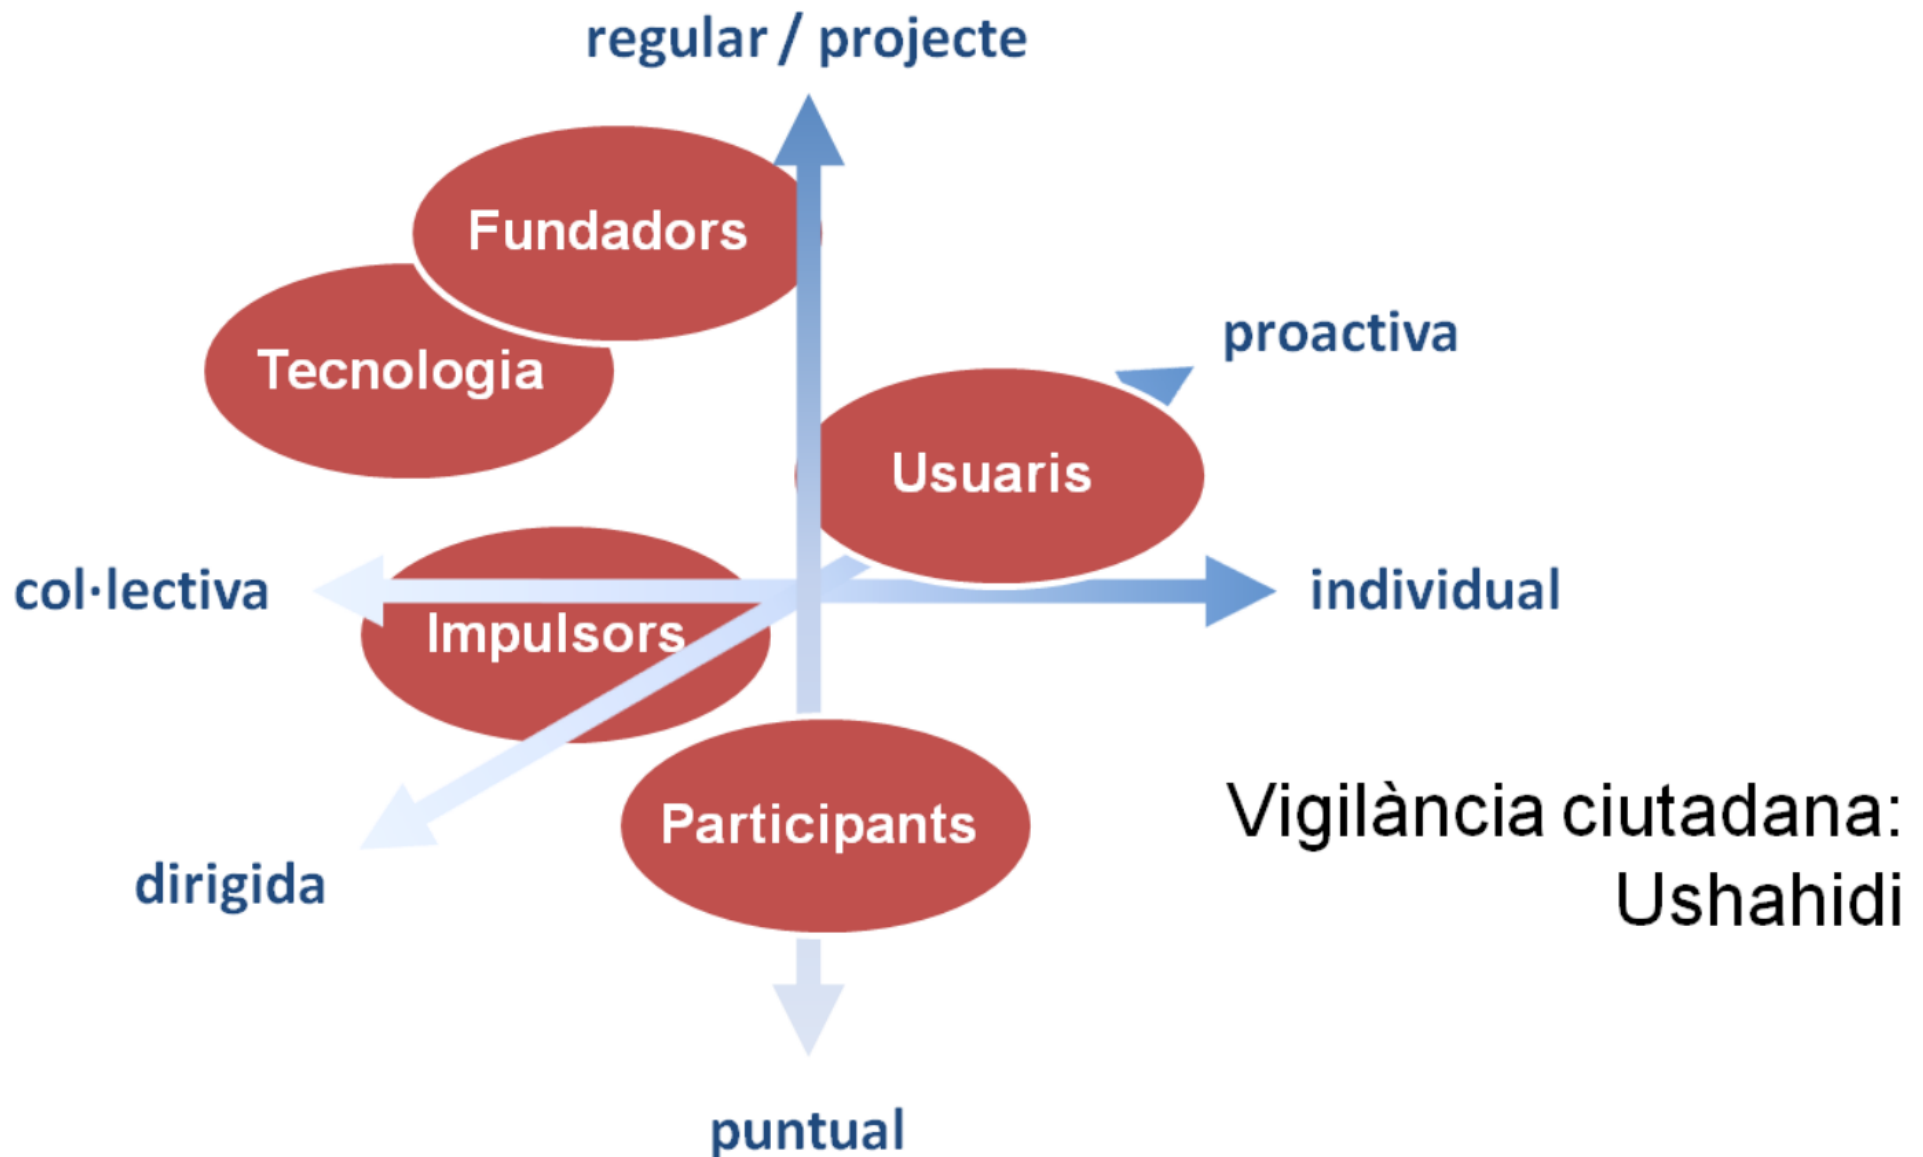 regular / projecte
Fundadors
proactiva
Tecnologia
Usuaris
col·lectiva
individual
Impulsors
Participants
dirigida
Vigilància ciutadana:
Ushahidi
puntual